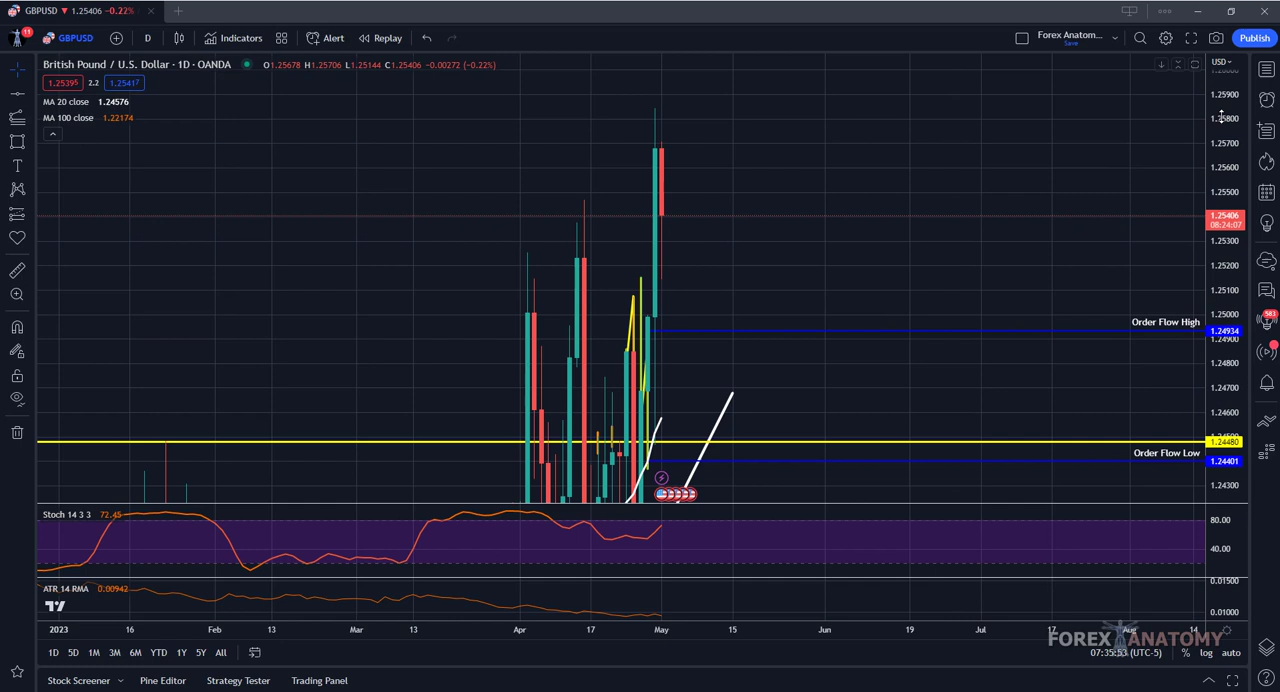 GBPUSD ▼ 1.25406 −0.22%
11
GBPUSD
D
Indicators
Alert
Replay
Forex Anatom...
Save
Publish
British Pound / U.S. Dollar · 1D · OANDA
O1.25678 H1.25706 L1.25144 C1.25406 −0.00272 (−0.22%)
USD
1.25395
2.2
1.25417
MA 20 close 1.24576
MA 100 close 1.22174
1.25900
1.25800
1.25700
1.25600
1.25500
1.25406
08:24:07
1.25300
1.25200
1.25100
1.25000
Order Flow High
1.24934
1.24900
1.24800
1.24700
1.24600
1.24480
Order Flow Low
1.24401
1.24300
583
Stoch 14 3 3 72.45
80.00
40.00
ATR 14 RMA 0.00942
0.01500
0.01000
2023 16 Feb 13 Mar 13 Apr 17 May 15 Jun 19 Jul 17 Aug 14
FOREX ANATOMY
1D 5D 1M 3M 6M YTD 1Y 5Y All
07:35:53 (UTC-5) % log auto
Stock Screener Pine Editor Strategy Tester Trading Panel